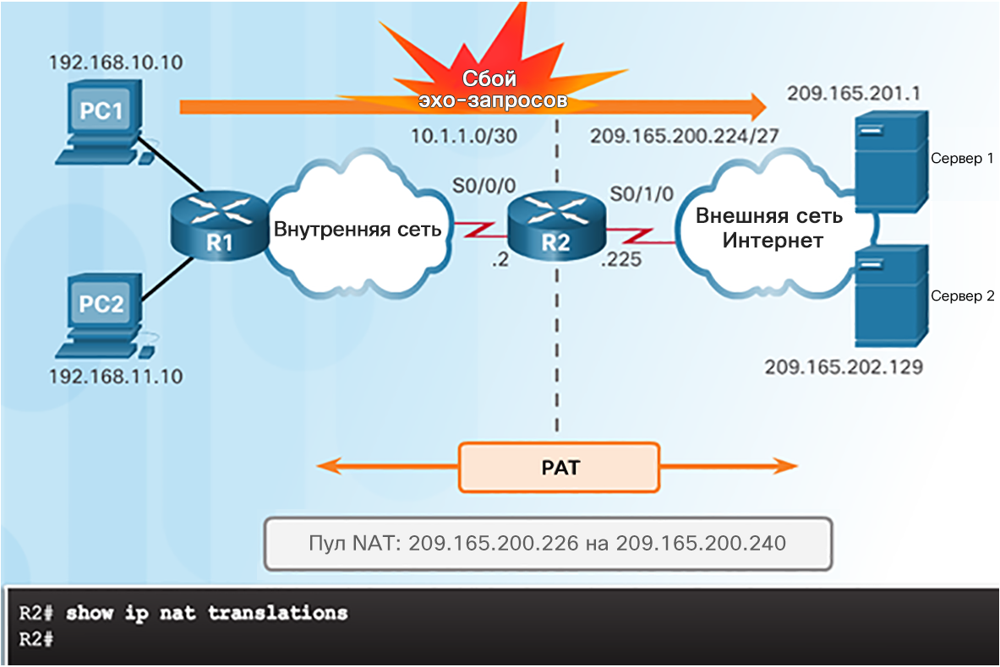 192.168.10.10
PC1
Сбой
эхо-запросов
209.165.201.1
10.1.1.0/30
209.165.200.224/27
Сервер 1
S0/0/0
S0/1/0
Внутренняя сеть
Внешняя сеть
Интернет
R1
R2
.2
.225
PC2
Сервер 2
192.168.11.10
209.165.202.129
PAT
Пул NAT: 209.165.200.226 на 209.165.200.240
R2# show ip nat translations
R2#